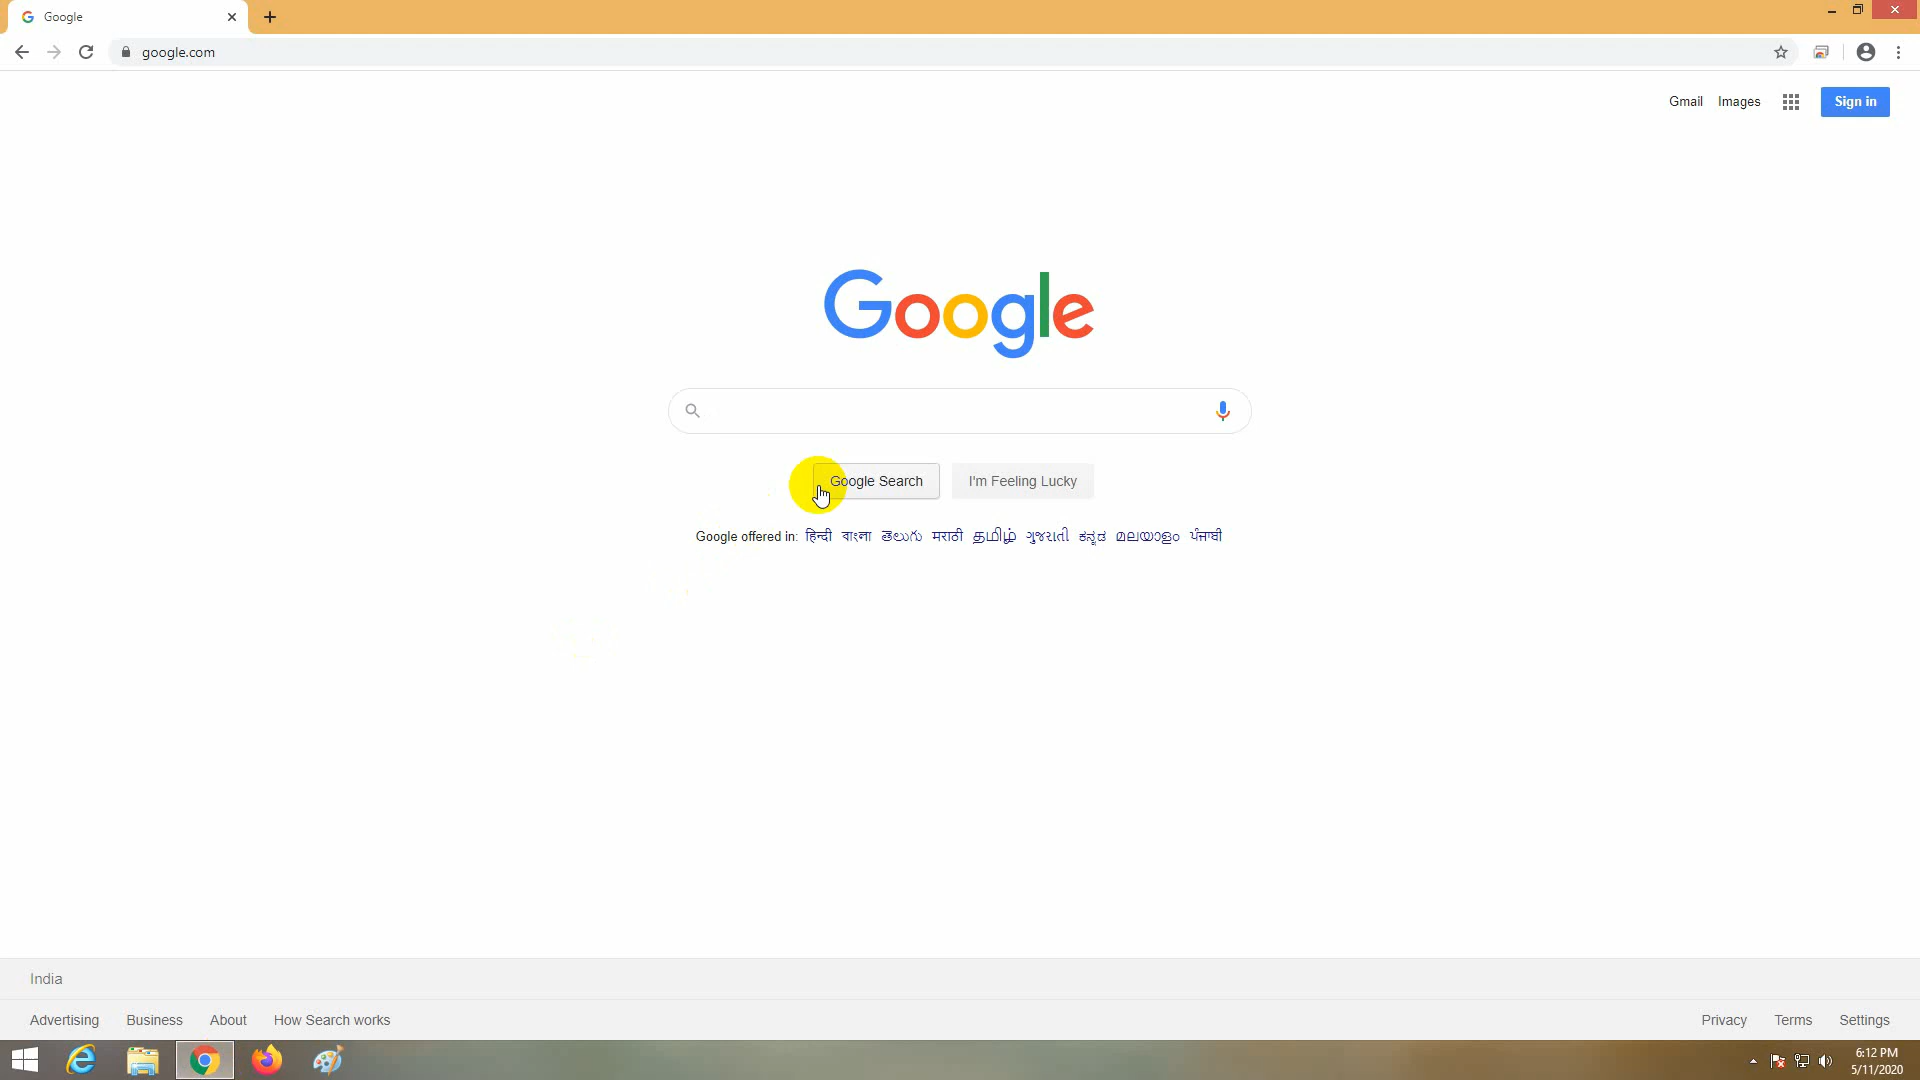 Google
google.com
Gmail Images Sign in
Google
Google Search I'm Feeling Lucky
Google offered in: हिन्दी বাংলা తెలుగు मराठी தமிழ் ગુજરાતી ಕನ್ನಡ മലയാളം ਪੰਜਾਬੀ
India
Advertising Business About How Search works Privacy Terms Settings
6:12 PM
5/11/2020